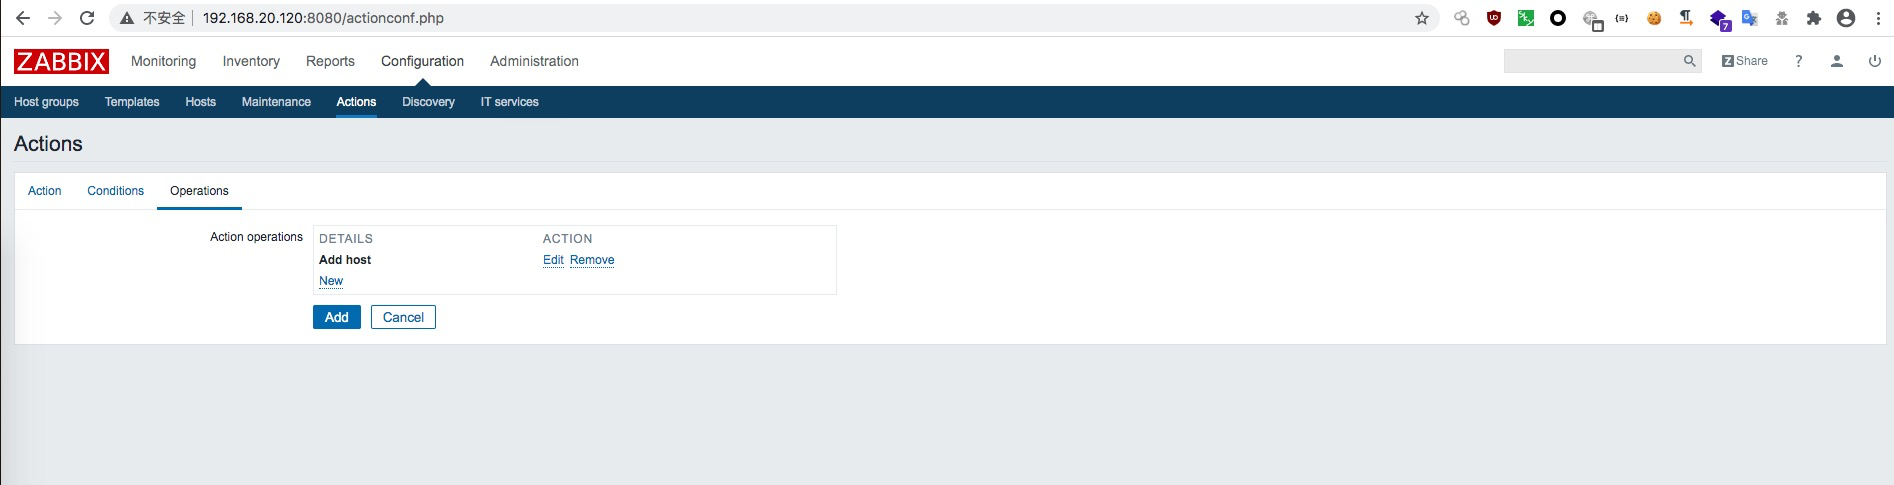 不安全 192.168.20.120:8080/actionconf.php
7
ZABBIX Monitoring Inventory Reports Configuration Administration Share ?
Host groups Templates Hosts Maintenance Actions Discovery IT services
Actions
Action Conditions Operations
Action operations DETAILS ACTION
Add host Edit Remove
New
Add Cancel